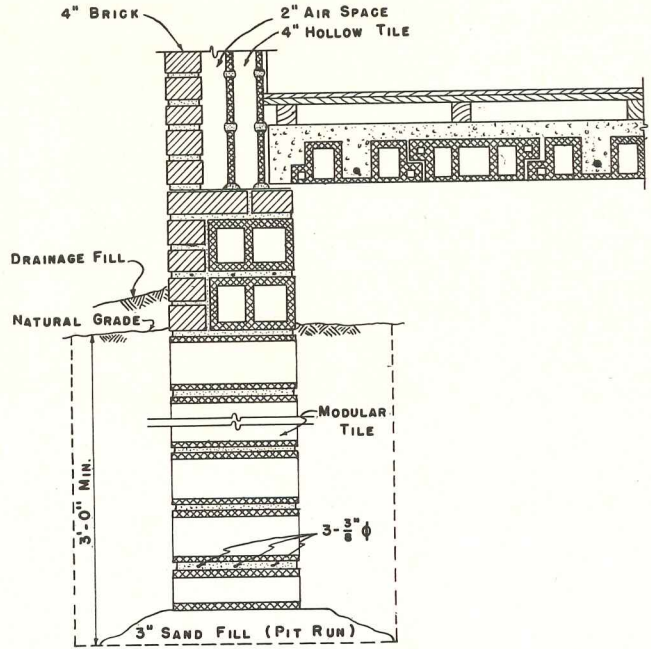 4" BRICK
2" AIR SPACE
4" HOLLOW TILE
DRAINAGE FILL
NATURAL GRADE
MODULAR
TILE
3'-0" MIN.
3-3/8" ϕ
3" SAND FILL (PIT RUN)